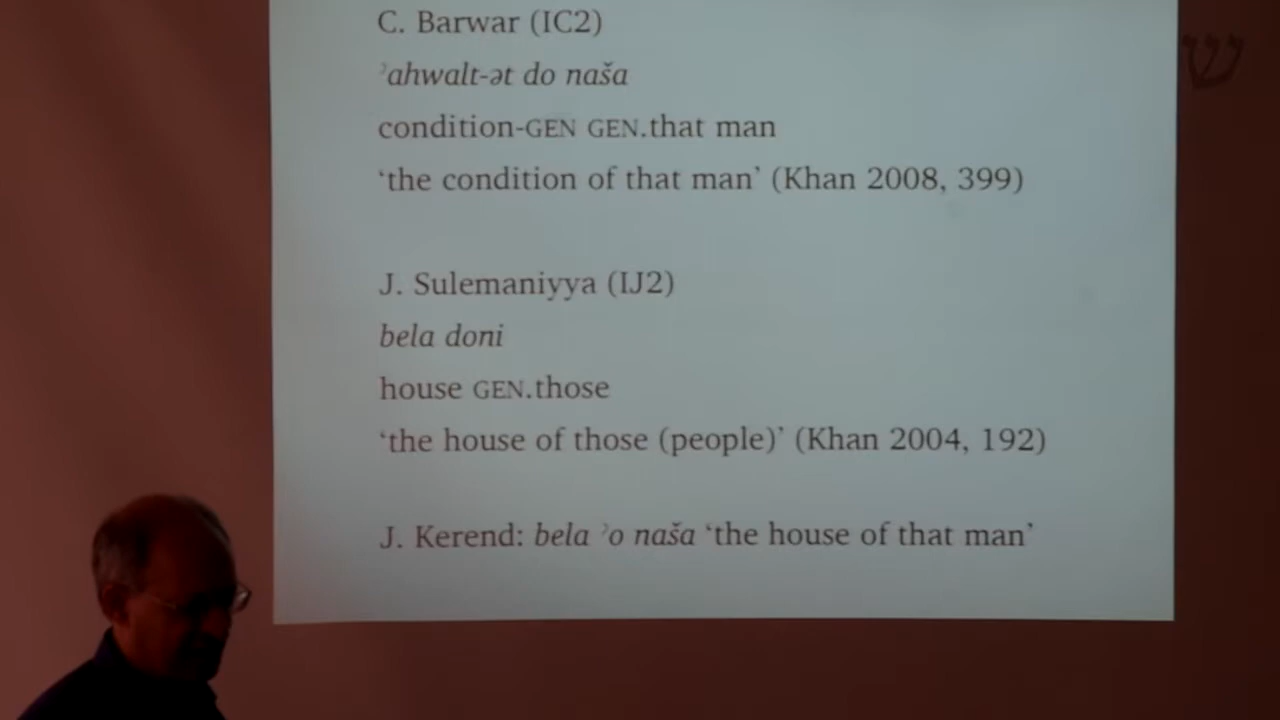 C. Barwar (IC2)
ʾahwalt-ət do naša
condition-GEN GEN.that man
‘the condition of that man’ (Khan 2008, 399)
J. Sulemaniyya (IJ2)
bela doni
house GEN.those
‘the house of those (people)’ (Khan 2004, 192)
J. Kerend: bela ʾo naša ‘the house of that man’
ש